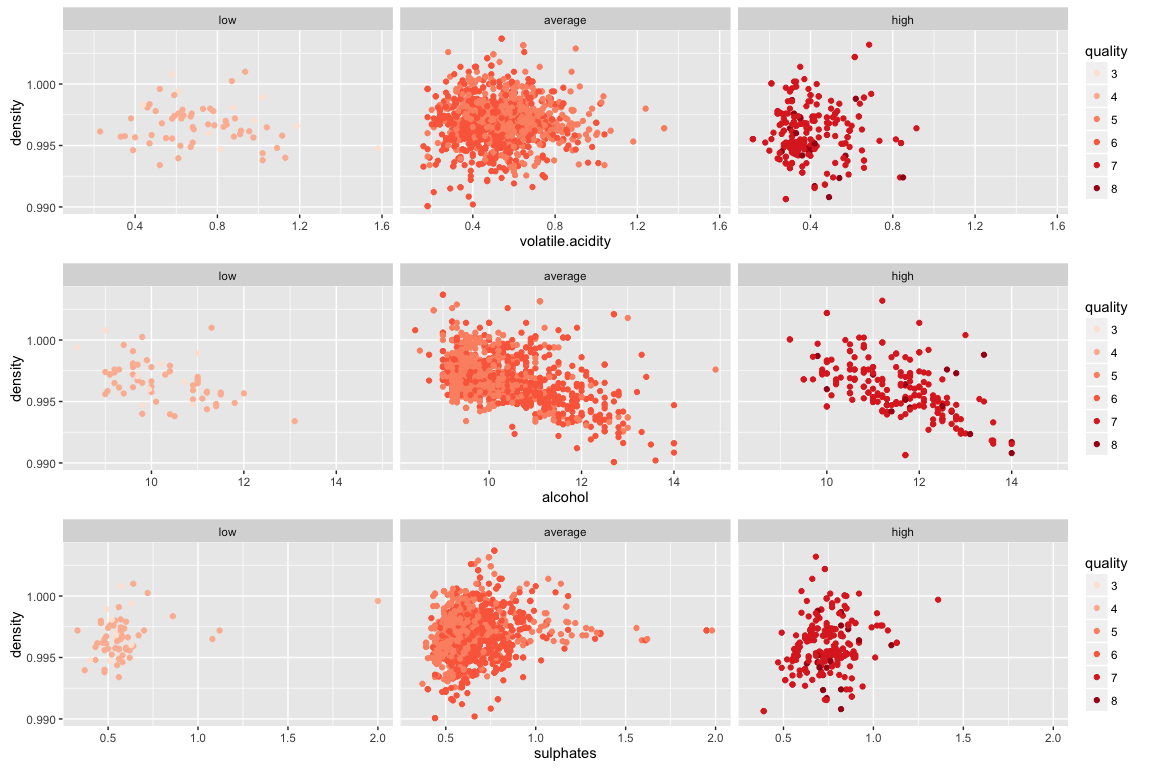 low average high
density
1.000
0.995
0.990
0.4 0.8 1.2 1.6 0.4 0.8 1.2 1.6 0.4 0.8 1.2 1.6
volatile.acidity
quality
3
4
5
6
7
8
low average high
density
1.000
0.995
0.990
10 12 14 10 12 14 10 12 14
alcohol
quality
3
4
5
6
7
8
low average high
density
1.000
0.995
0.990
0.5 1.0 1.5 2.0 0.5 1.0 1.5 2.0 0.5 1.0 1.5 2.0
sulphates
quality
3
4
5
6
7
8